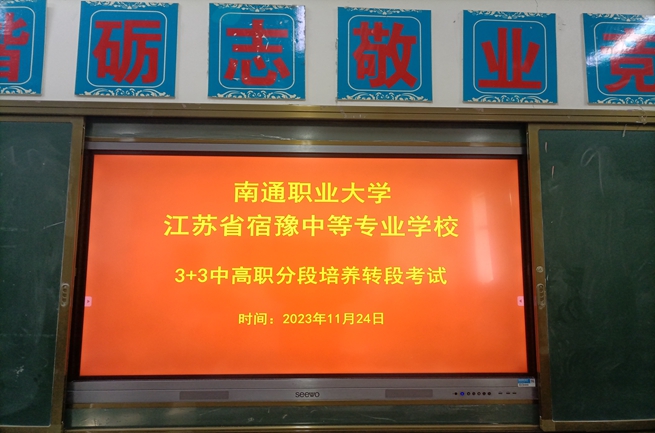 砺志敬业竞
南通职业大学
江苏省宿豫中等专业学校
3+3中高职分段培养转段考试
时间：2023年11月24日
seewo